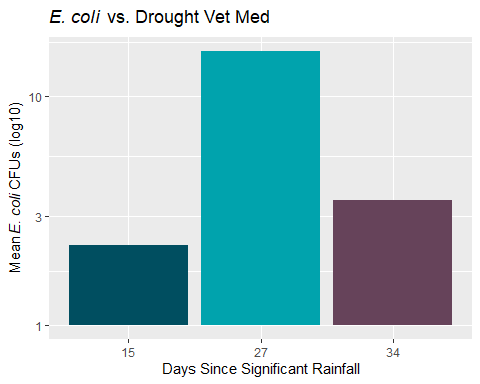 E. coli vs. Drought Vet Med
Mean E. coli CFUs (log10)
10
3
1
15 27 34
Days Since Significant Rainfall